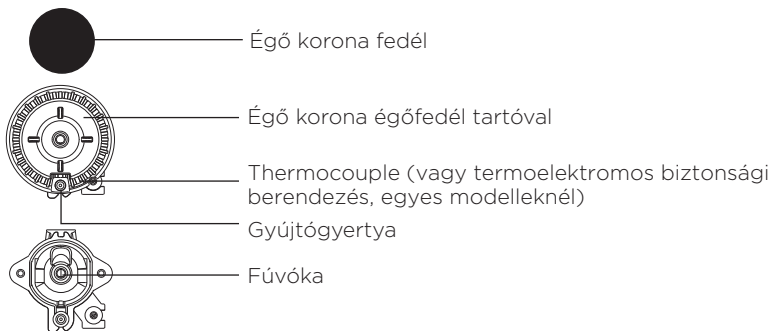 Égő korona fedél
Égő korona égőfedél tartóval
Thermocouple (vagy termoelektromos biztonsági
berendezés, egyes modelleknél)
Gyújtógyertya
Fúvóka